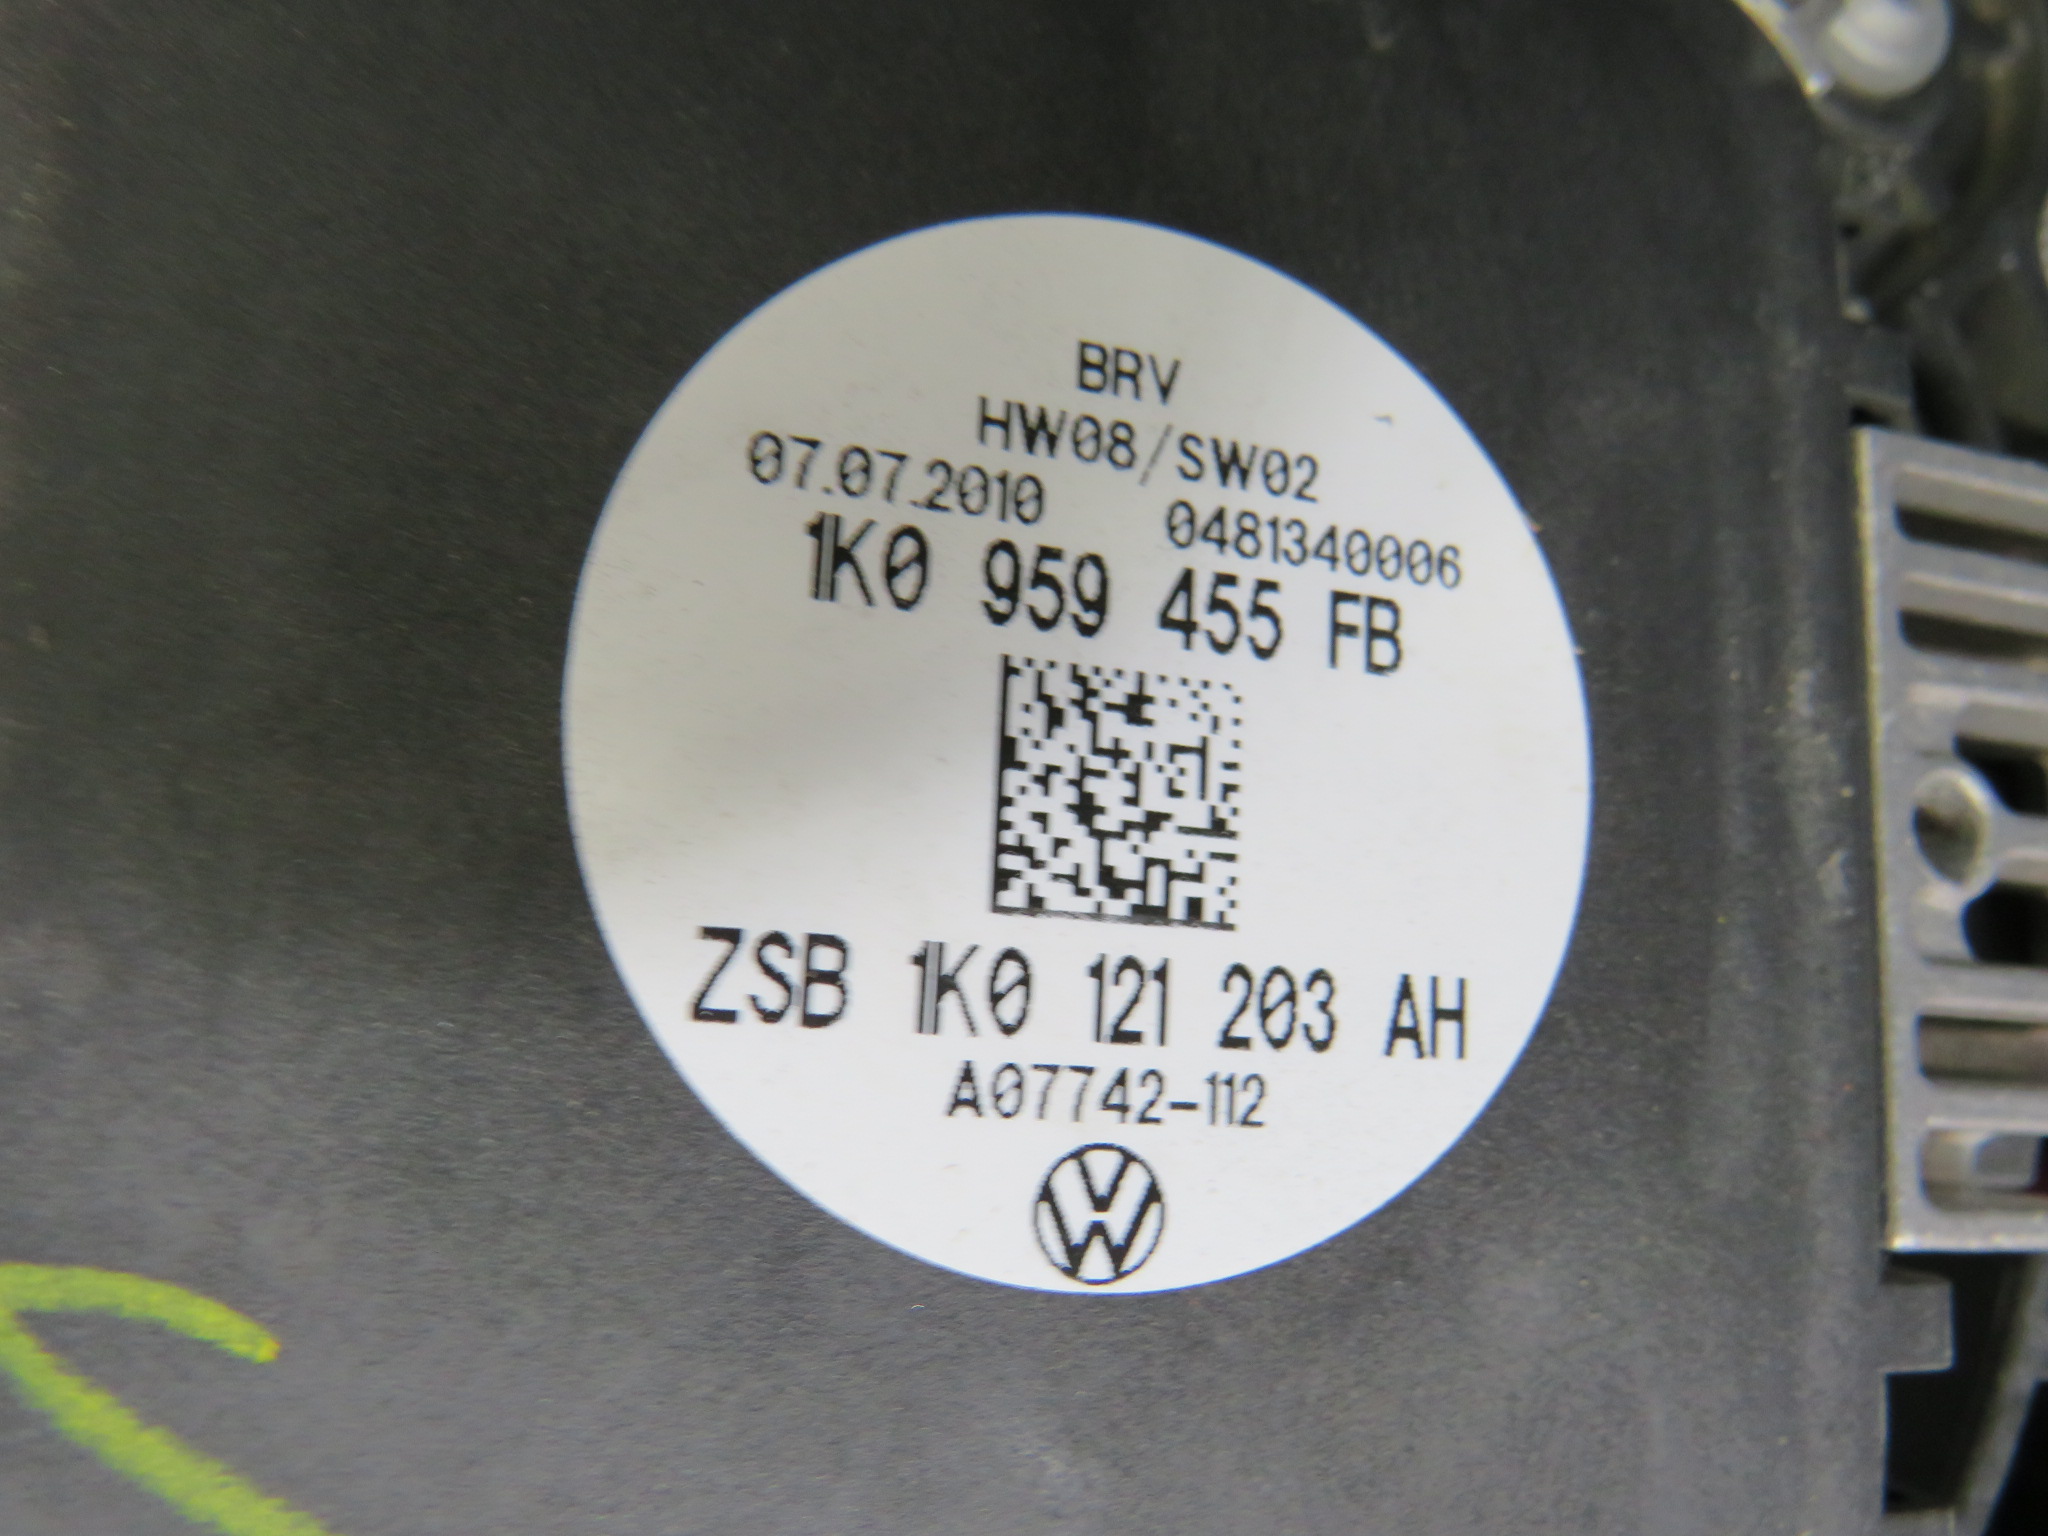 BRV
HW08/SW02
07.07.2010 0481340006
1K0 959 455 FB
ZSB 1K0 121 203 AH
A07742-112